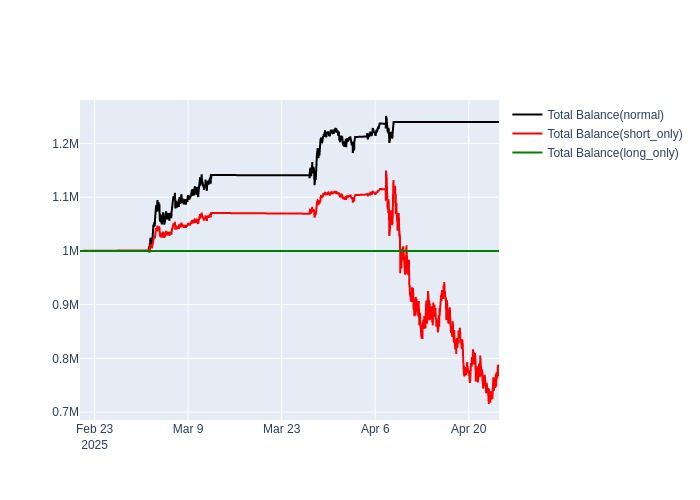 Total Balance(normal)
Total Balance(short_only)
Total Balance(long_only)
1.2M
1.1M
1M
0.9M
0.8M
0.7M
Feb 23
2025
Mar 9
Mar 23
Apr 6
Apr 20